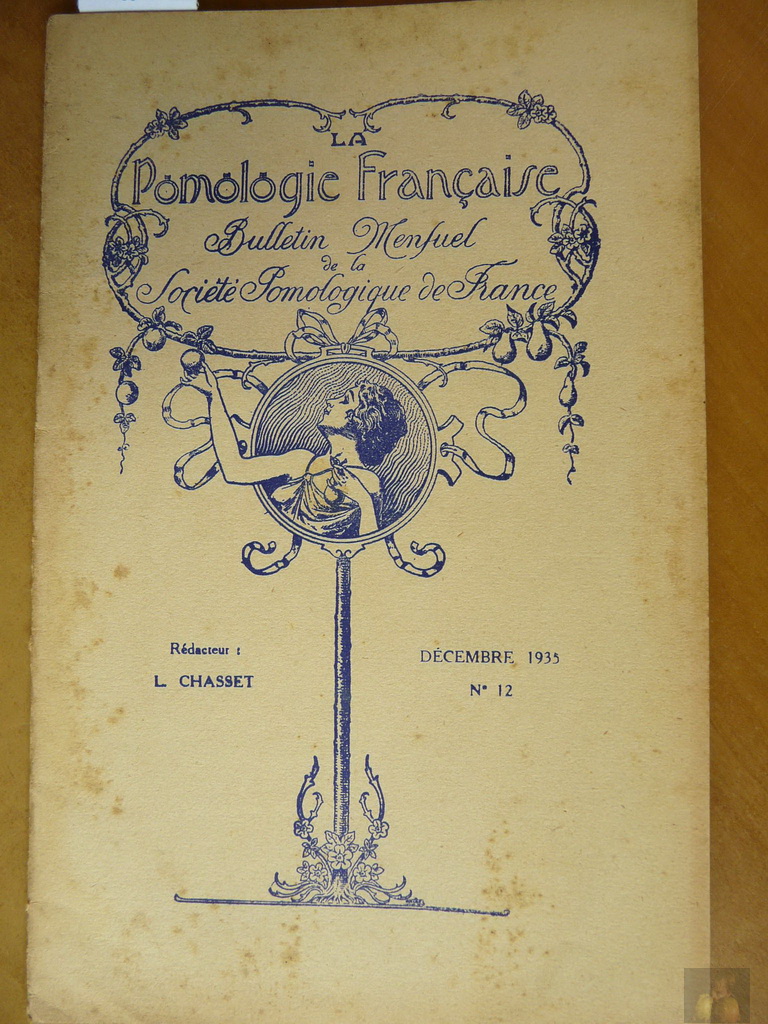 LA
Pomologie Française
Bulletin Mensuel
de la
Société Pomologique de France
Rédacteur :
L. CHASSET
DÉCEMBRE 1935
N° 12